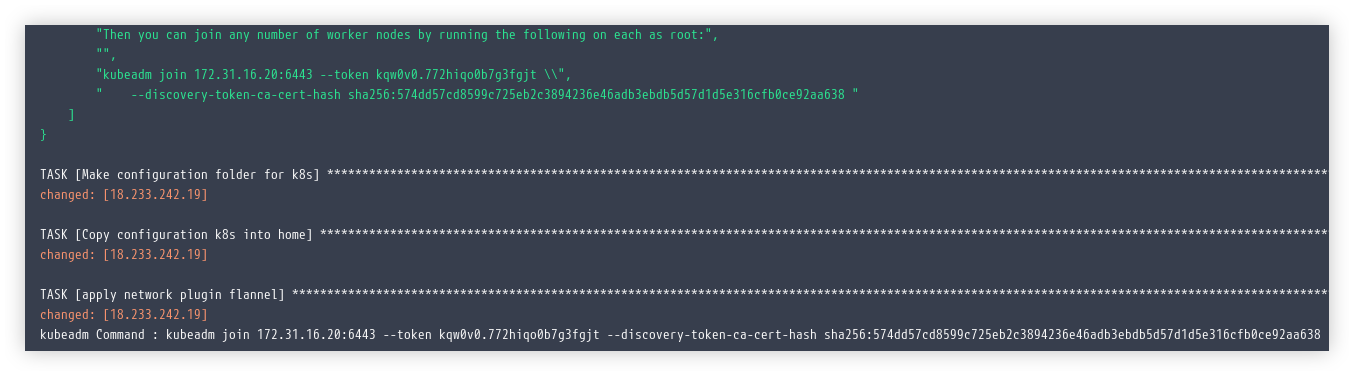 "Then you can join any number of worker nodes by running the following on each as root:",
"",
"kubeadm join 172.31.16.20:6443 --token kqw0v0.772hiqo0b7g3fgjt \\",
"    --discovery-token-ca-cert-hash sha256:574dd57cd8599c725eb2c3894236e46adb3ebdb5d57d1d5e316cfb0ce92aa638 "
]
}
TASK [Make configuration folder for k8s] ***********************************************************************************************************************************************
changed: [18.233.242.19]
TASK [Copy configuration k8s into home] ************************************************************************************************************************************************
changed: [18.233.242.19]
TASK [apply network plugin flannel] ****************************************************************************************************************************************************
changed: [18.233.242.19]
kubeadm Command : kubeadm join 172.31.16.20:6443 --token kqw0v0.772hiqo0b7g3fgjt --discovery-token-ca-cert-hash sha256:574dd57cd8599c725eb2c3894236e46adb3ebdb5d57d1d5e316cfb0ce92aa638